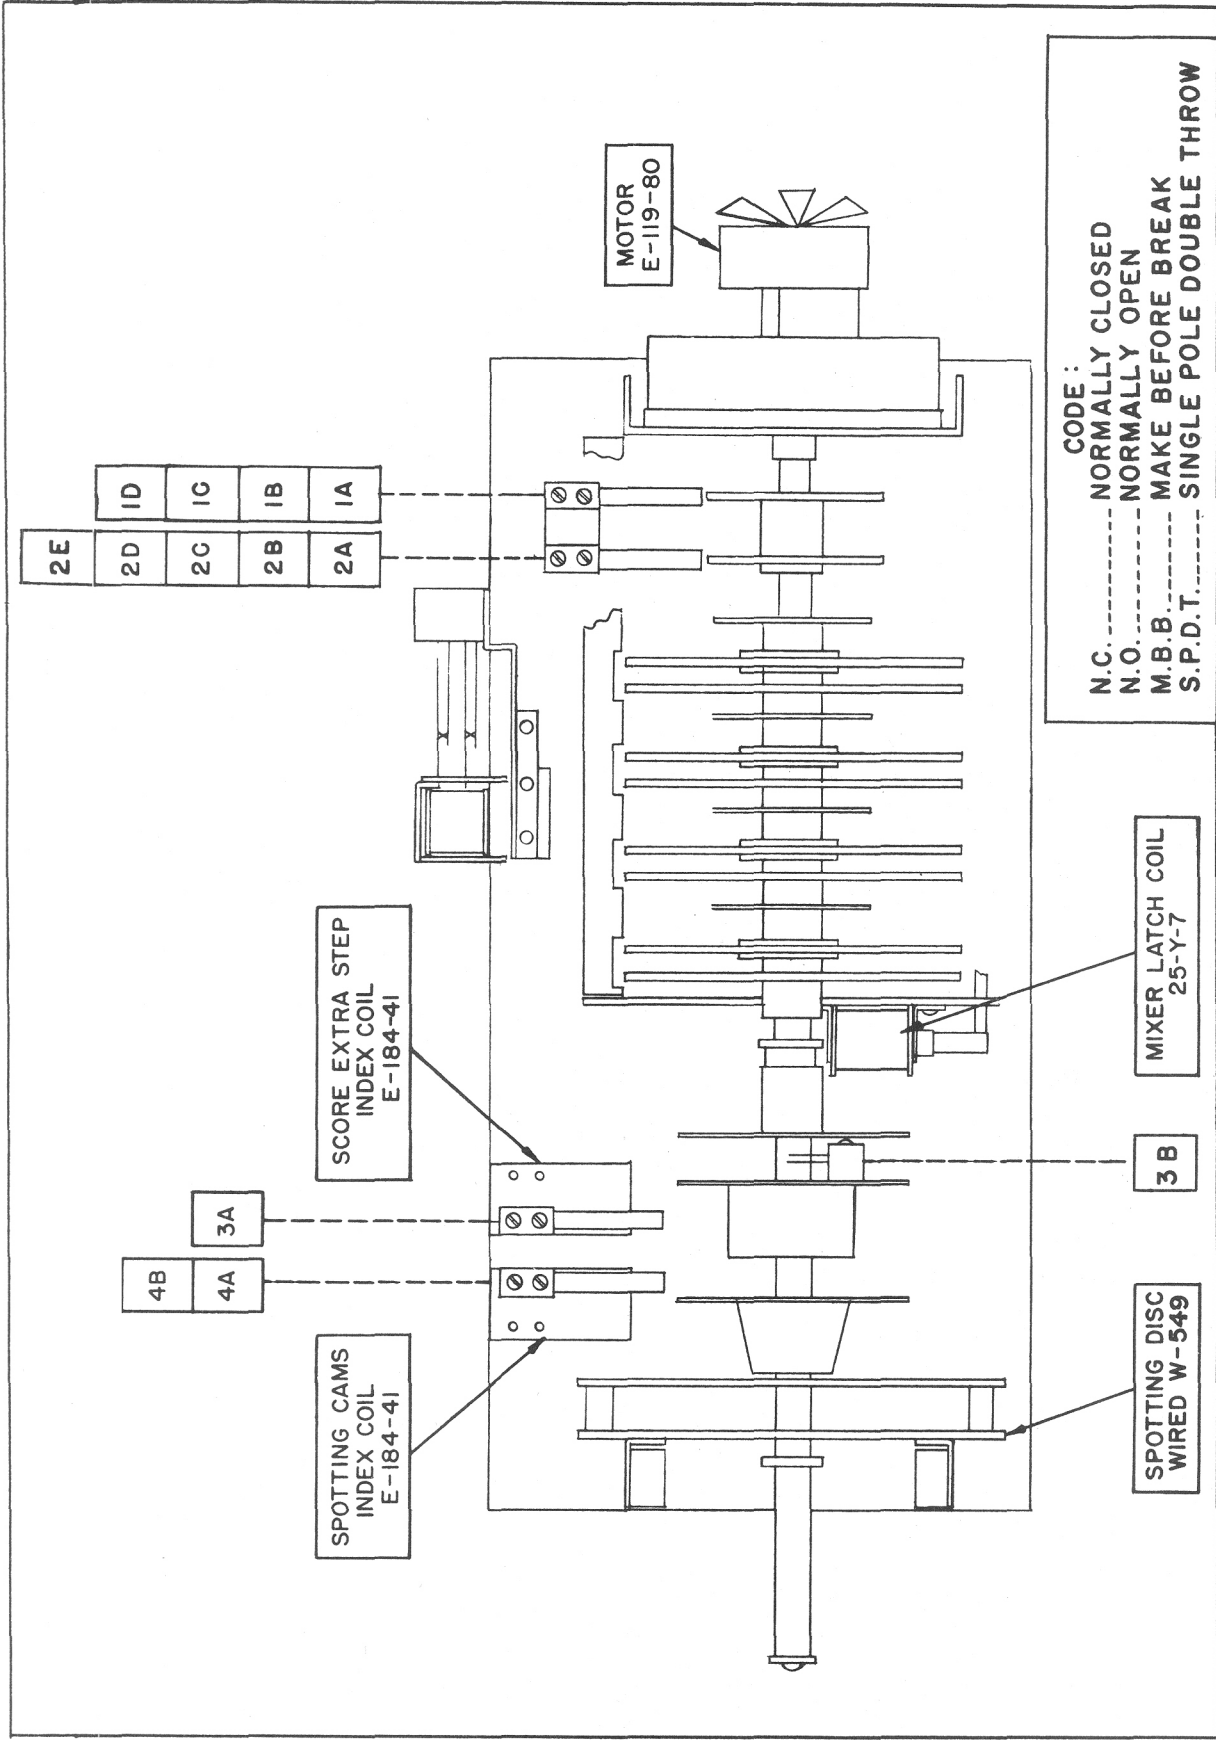 2E
2D
2C
2B
2A
1D
1C
1B
1A
4B
4A
3A
SPOTTING CAMS
INDEX COIL
E-184-41
SCORE EXTRA STEP
INDEX COIL
E-184-41
MOTOR
E-119-80
SPOTTING DISC
WIRED W-549
3B
MIXER LATCH COIL
25-Y-7
CODE:
N.C. ---------- NORMALLY CLOSED
N.O. ---------- NORMALLY OPEN
M.B.B. -------- MAKE BEFORE BREAK
S.P.D.T. ------ SINGLE POLE DOUBLE THROW